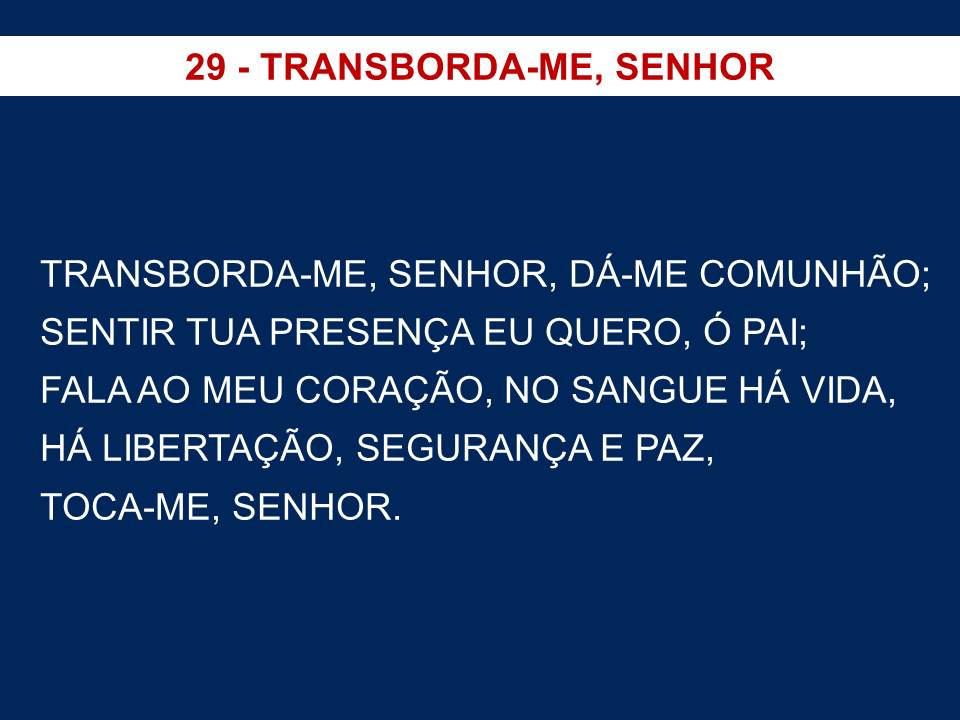 29 - TRANSBORDA-ME, SENHOR
TRANSBORDA-ME, SENHOR, DÁ-ME COMUNHÃO;
SENTIR TUA PRESENÇA EU QUERO, Ó PAI;
FALA AO MEU CORAÇÃO, NO SANGUE HÁ VIDA,
HÁ LIBERTAÇÃO, SEGURANÇA E PAZ,
TOCA-ME, SENHOR.